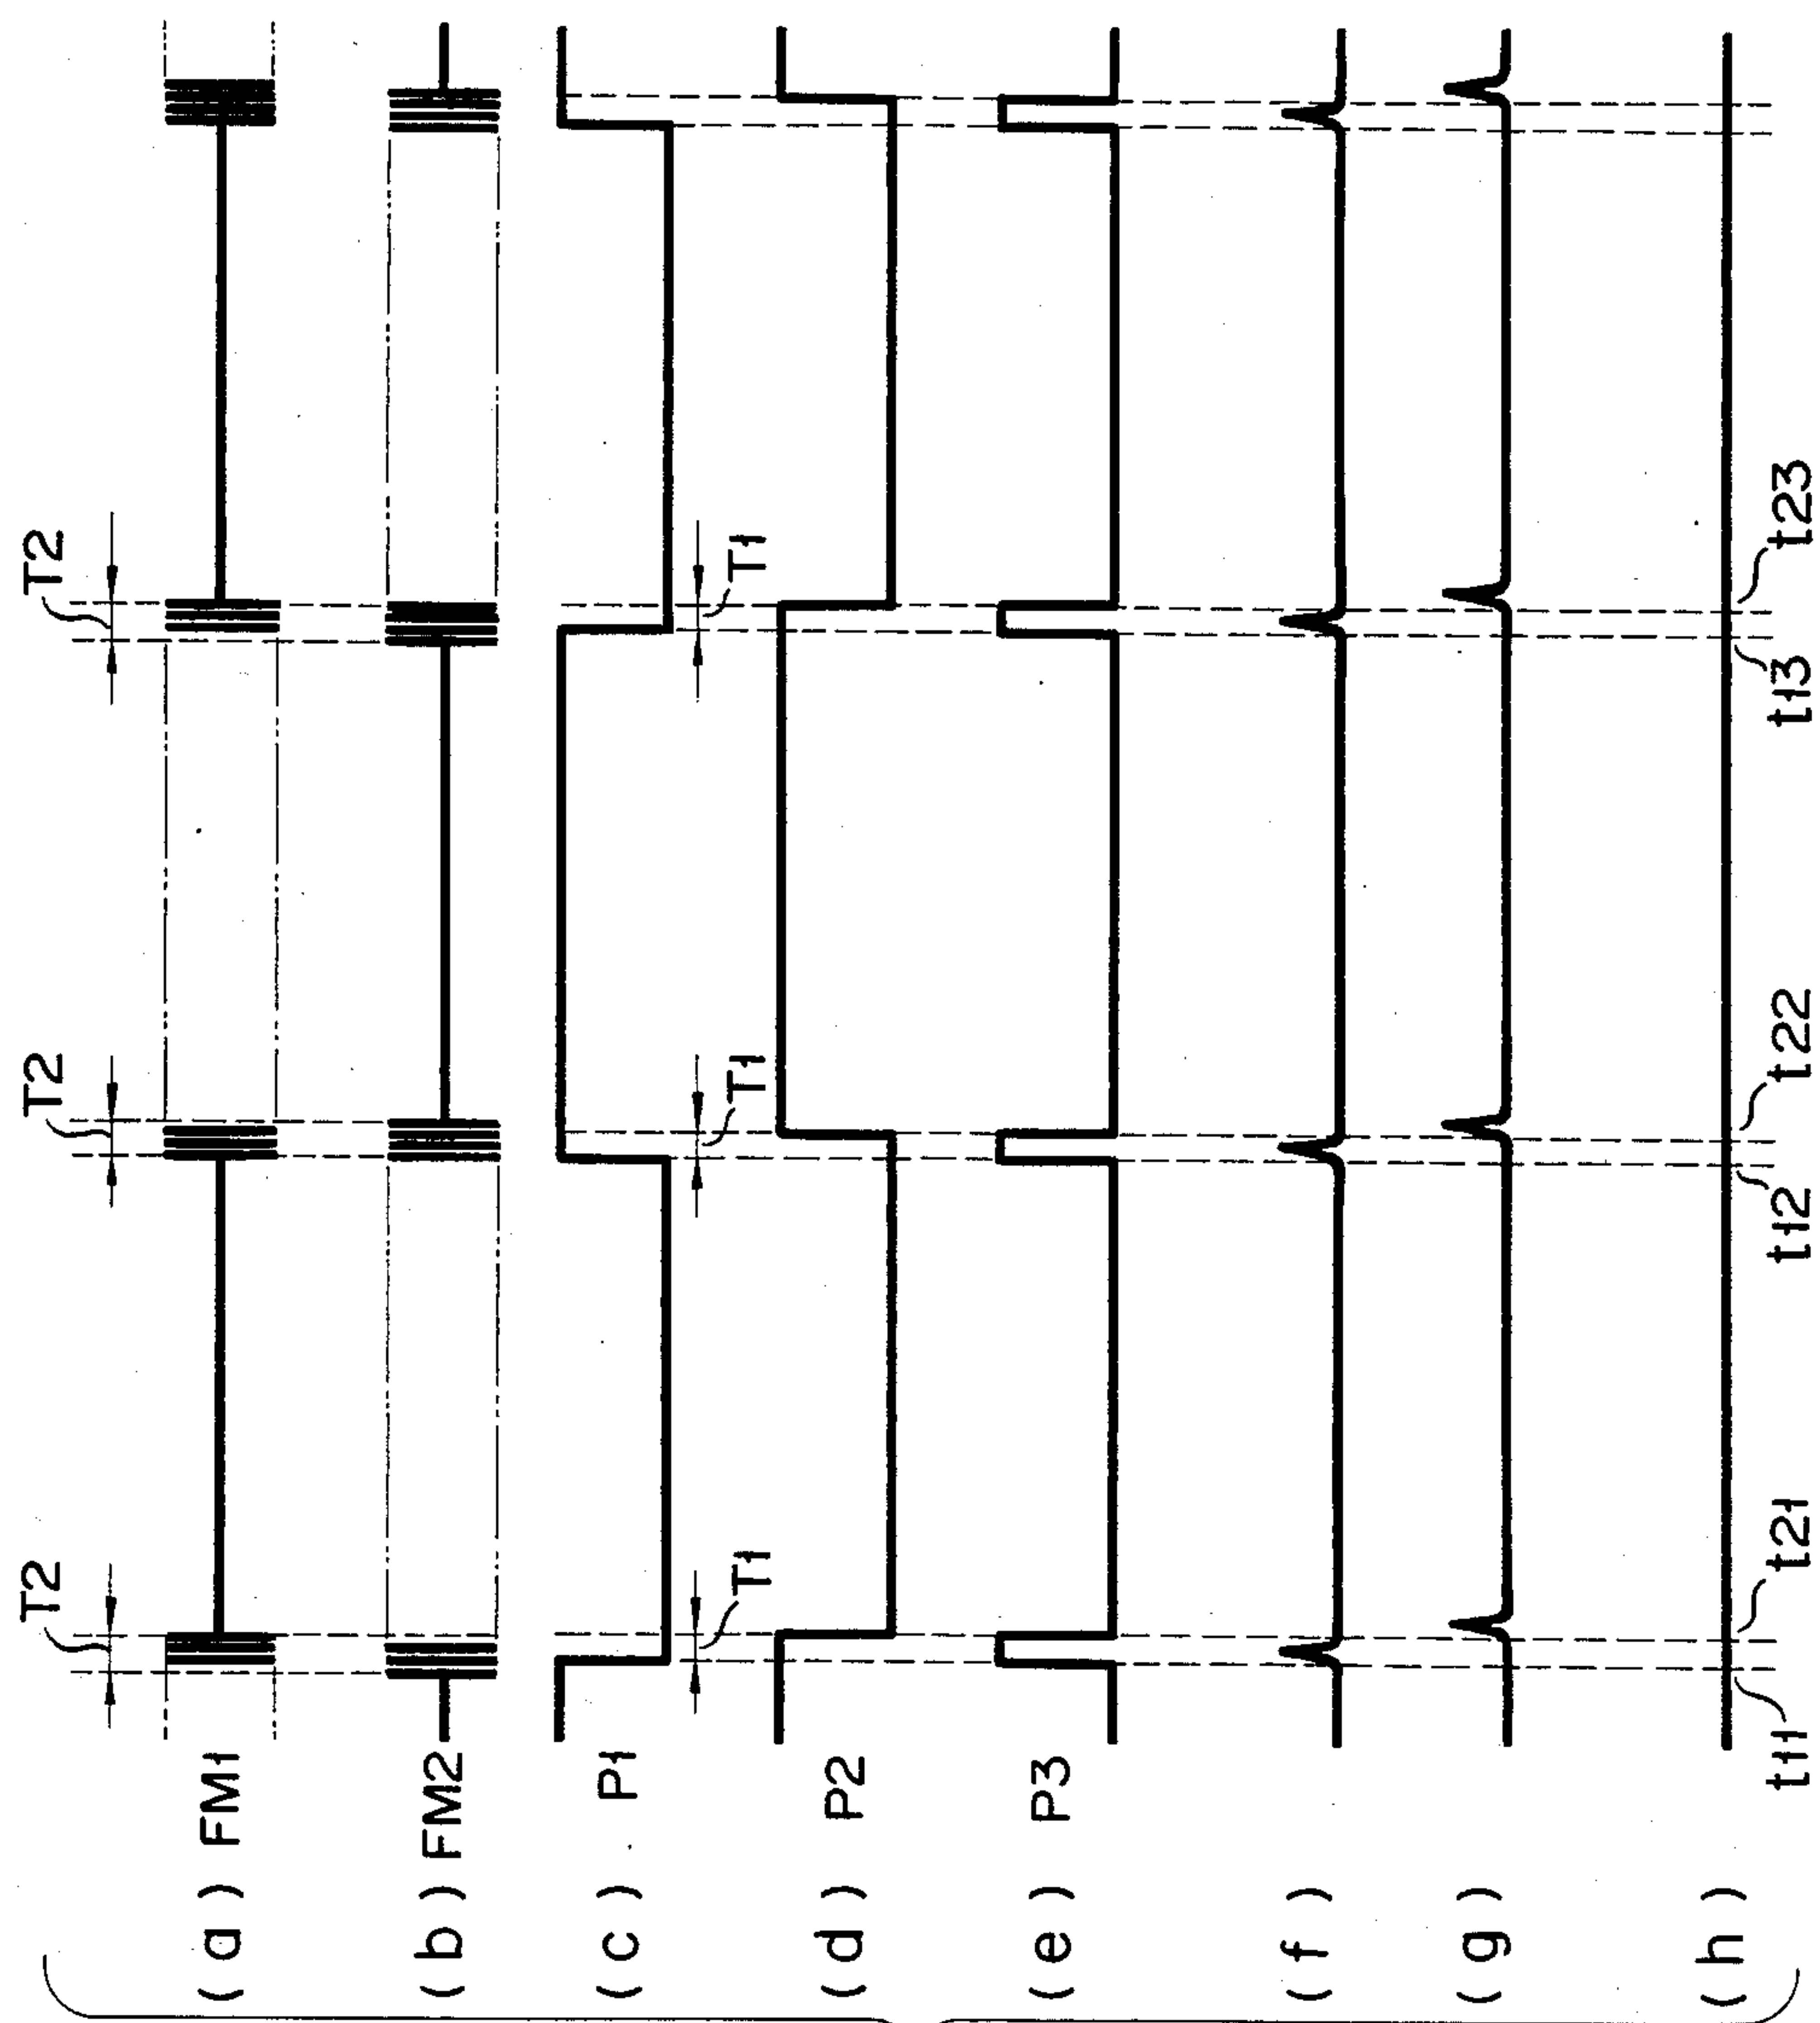 T2 T2 T2
(a) FM1
(b) FM2
(c) P1
T1 T1 T1
(d) P2
(e) P3
(f)
(g)
(h)
t11 t21 t12 t22 t13 t23